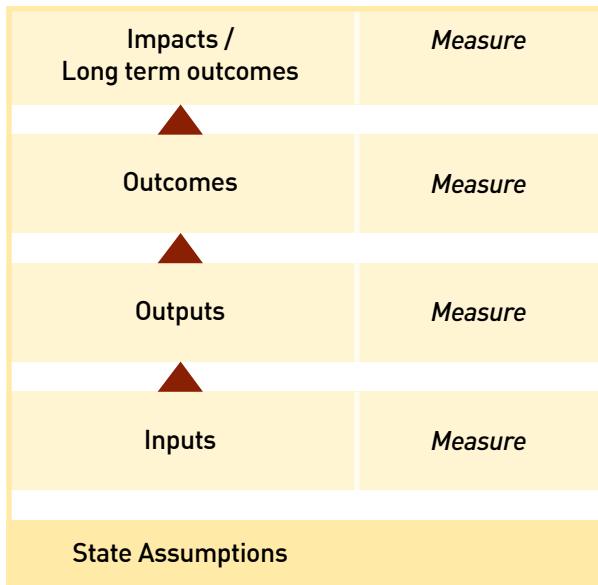 Impacts /
Long term outcomes
Measure
Outcomes
Measure
Outputs
Measure
Inputs
Measure
State Assumptions